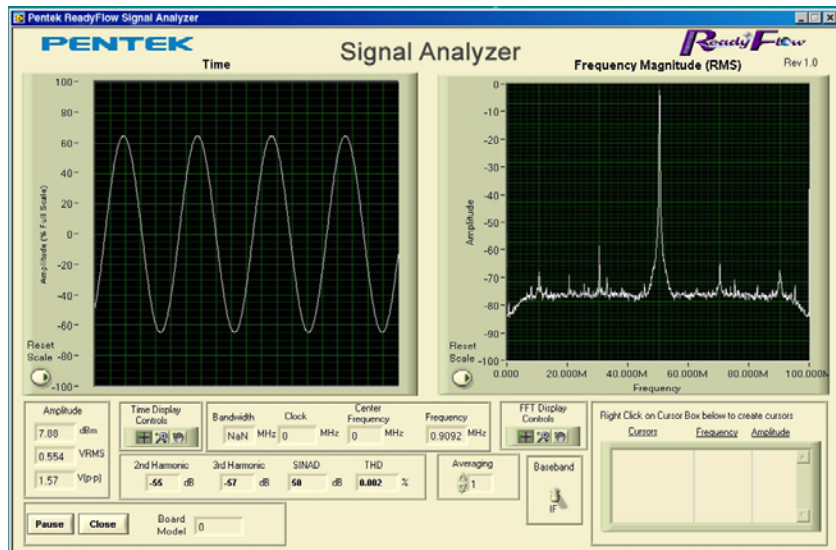 Pentek ReadyFlow Signal Analyzer
PENTEK
Signal Analyzer
ReadyFlow
Rev 1.0
Time
Amplitude (% Full Scale)
100-
80-
60-
40-
20-
0-
-20-
-40-
-60-
-80-
-100-
Reset
Scale
Frequency Magnitude (RMS)
Amplitude
0-
-10-
-20-
-30-
-40-
-50-
-60-
-70-
-80-
-90-
-100-
Reset
Scale
0.000 20.000M 40.000M 60.000M 80.000M 100.000M
Frequency
Amplitude
dBm
0.554 VRMS
1.57 V(p-p)
Time Display
Controls
Bandwidth Clock Center
Frequency Frequency
NaN MHz 0 MHz 0 MHz 0.9092 MHz
FFT Display
Controls
2nd Harmonic 3rd Harmonic SINAD THD
-55 dB -57 dB 50 dB 0.002 %
Averaging
1
Baseband
IF
Right Click on Cursor Box below to create cursors
Cursors Frequency Amplitude
Pause Close Board
Model 0